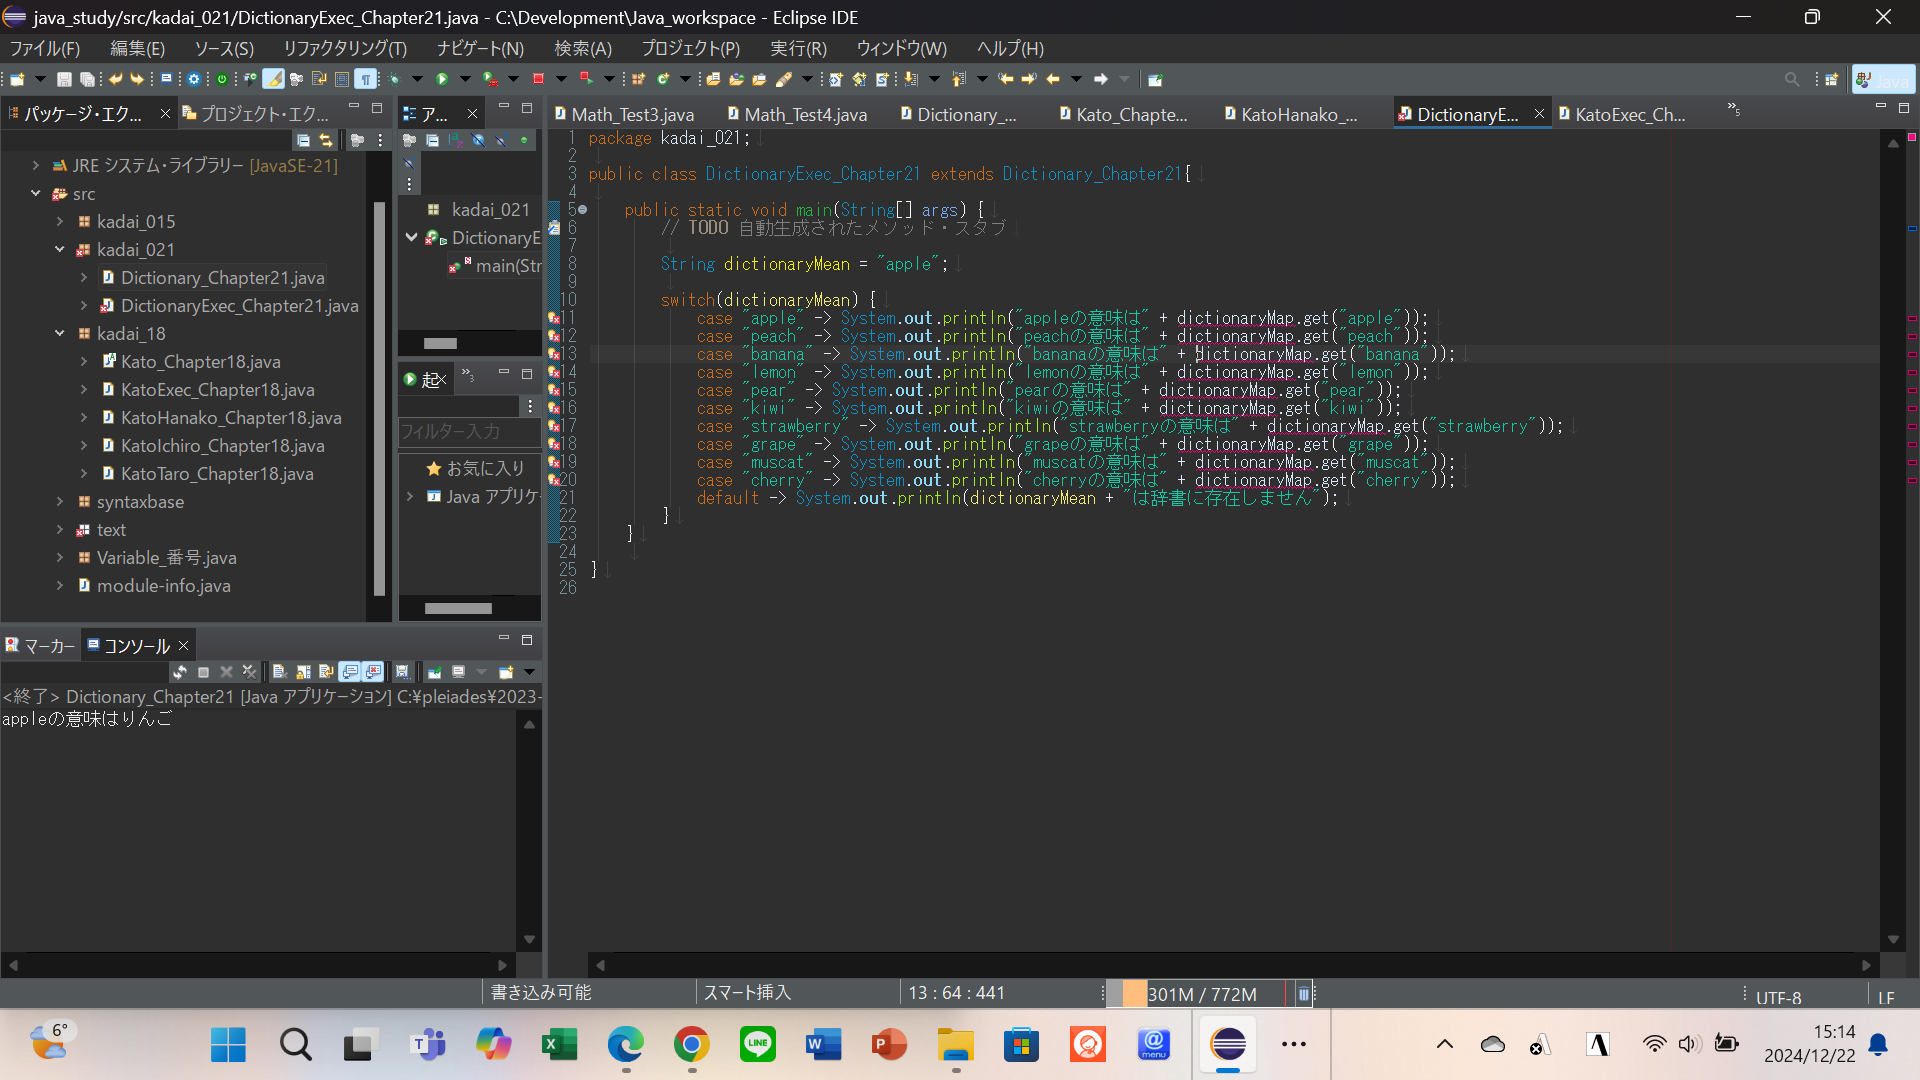 java_study/src/kadai_021/DictionaryExec_Chapter21.java - C:\Development\Java_workspace - Eclipse IDE
ファイル(F) 編集(E) ソース(S) リファクタリング(T) ナビゲート(N) 検索(A) プロジェクト(P) 実行(R) ウィンドウ(W) ヘルプ(H)
Java
パッケージ・エク... プロジェクト・エク...
JRE システム・ライブラリー [JavaSE-21]
src
kadai_015
kadai_021
Dictionary_Chapter21.java
DictionaryExec_Chapter21.java
kadai_18
Kato_Chapter18.java
KatoExec_Chapter18.java
KatoHanako_Chapter18.java
KatoIchiro_Chapter18.java
KatoTaro_Chapter18.java
syntaxbase
text
Variable_番号.java
module-info.java
ア...
kadai_021
DictionaryE
main(Str
起 3
フィルター入力
お気に入り
Java アプリケ
Math_Test3.java Math_Test4.java Dictionary_... Kato_Chapte... KatoHanako_... DictionaryE... KatoExec_Ch... 5
1 package kadai_021;
2
3 public class DictionaryExec_Chapter21 extends Dictionary_Chapter21{
4
5 public static void main(String[] args) {
6 // TODO 自動生成されたメソッド・スタブ
7
8 String dictionaryMean = "apple";
9
10 switch(dictionaryMean) {
11 case "apple" -> System.out.println("appleの意味は" + dictionaryMap.get("apple"));
12 case "peach" -> System.out.println("peachの意味は" + dictionaryMap.get("peach"));
13 case "banana" -> System.out.println("bananaの意味は" + dictionaryMap.get("banana"));
14 case "lemon" -> System.out.println("lemonの意味は" + dictionaryMap.get("lemon"));
15 case "pear" -> System.out.println("pearの意味は" + dictionaryMap.get("pear"));
16 case "kiwi" -> System.out.println("kiwiの意味は" + dictionaryMap.get("kiwi"));
17 case "strawberry" -> System.out.println("strawberryの意味は" + dictionaryMap.get("strawberry"));
18 case "grape" -> System.out.println("grapeの意味は" + dictionaryMap.get("grape"));
19 case "muscat" -> System.out.println("muscatの意味は" + dictionaryMap.get("muscat"));
20 case "cherry" -> System.out.println("cherryの意味は" + dictionaryMap.get("cherry"));
21 default -> System.out.println(dictionaryMean + "は辞書に存在しません");
22 }
23 }
24
25 }
26
マーカー コンソール
<終了> Dictionary_Chapter21 [Java アプリケーション] C:¥pleiades¥2023-
appleの意味はりんご
書き込み可能 スマート挿入 13 : 64 : 441 301M / 772M UTF-8 LF
6°
LINE
menu
15:14
2024/12/22